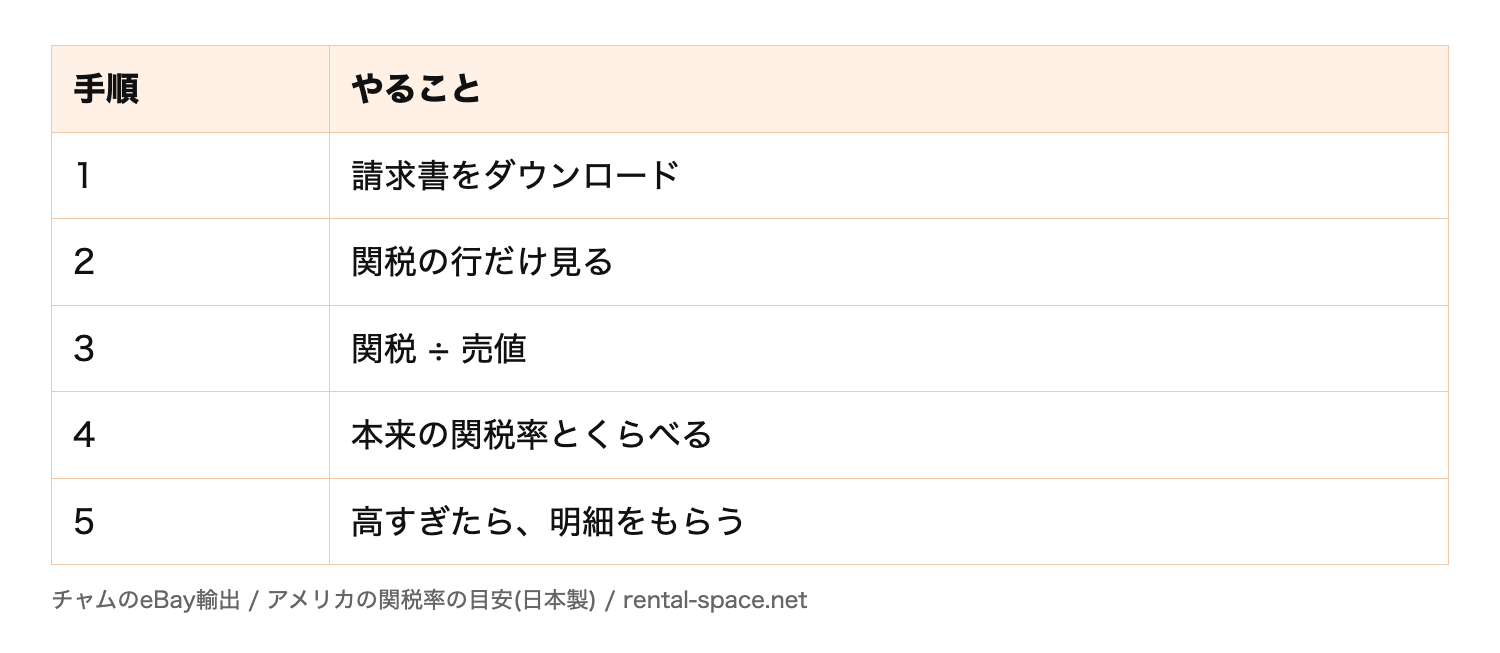 手順 やること
1 請求書をダウンロード
2 関税の行だけ見る
3 関税 ÷ 売値
4 本来の関税率とくらべる
5 高すぎたら、明細をもらう
チャムのeBay輸出 / アメリカの関税率の目安(日本製) / rental-space.net